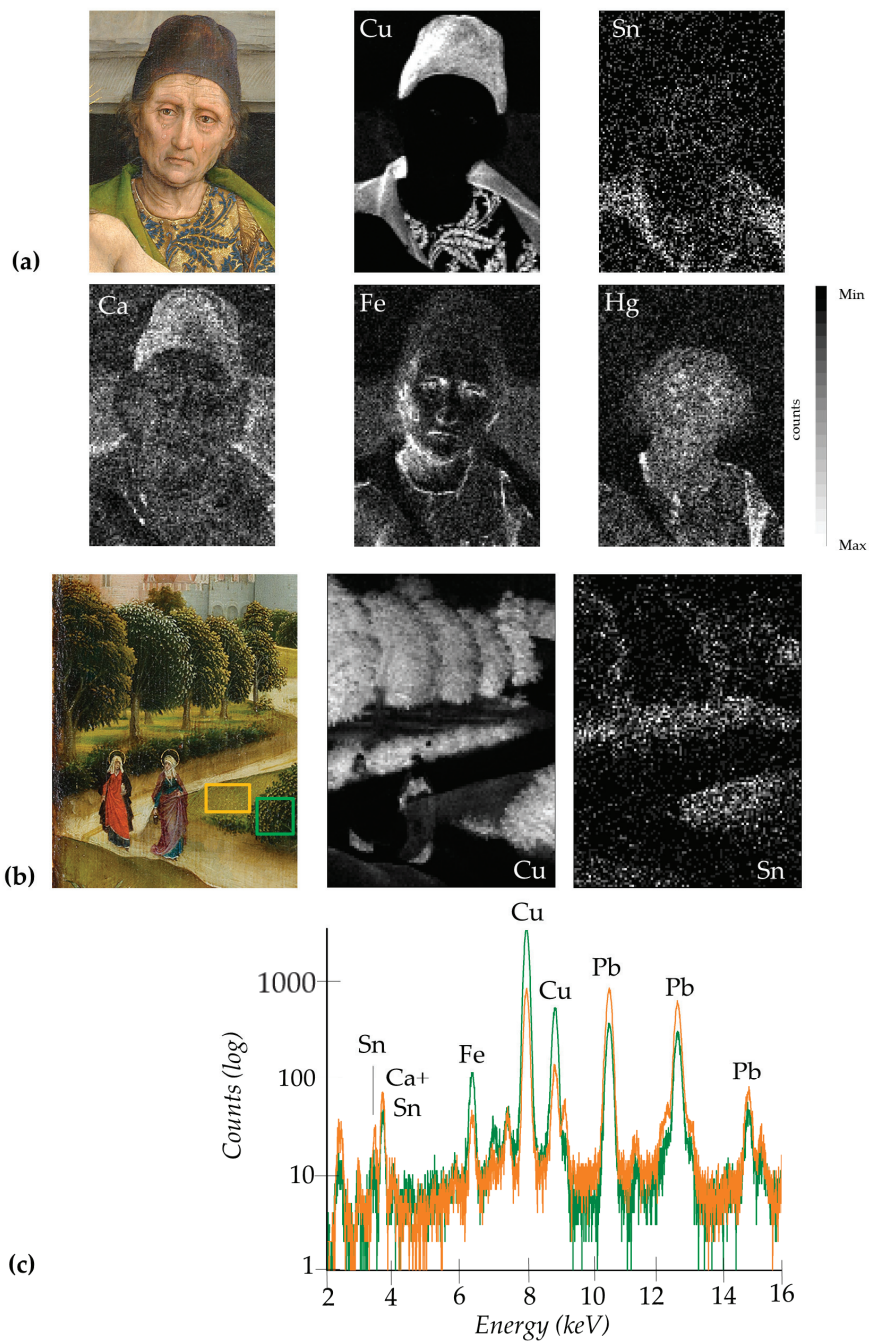 Cu
Sn
(a)
Ca
Fe
Hg
Min
counts
Max
(b)
Cu
Sn
Cu
Pb
Cu
Pb
Sn
Fe
Ca+
Sn
Pb
1000
100
10
1
Counts (log)
(c)
2
4
6
8
10
12
14
16
Energy (keV)